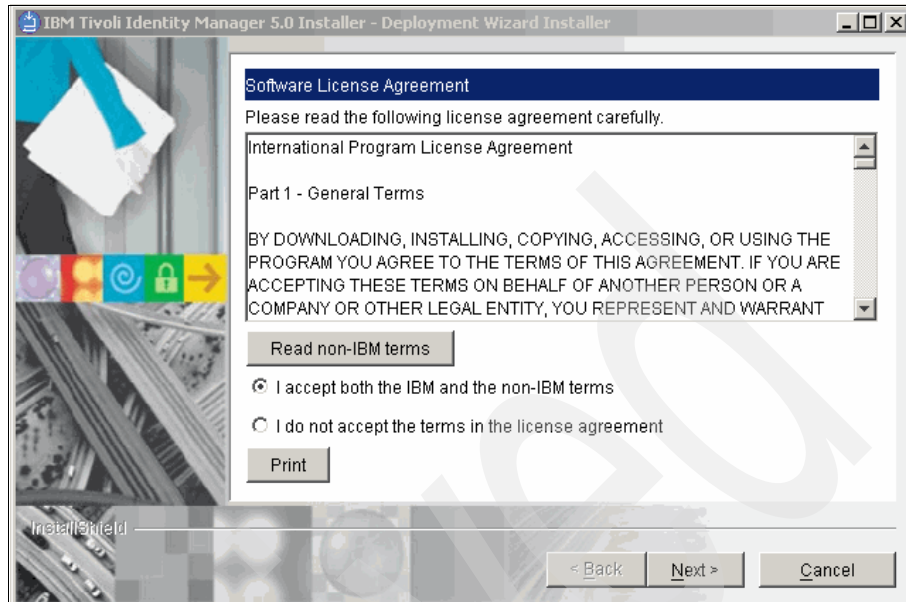 IBM Tivoli Identity Manager 5.0 Installer - Deployment Wizard Installer
Software License Agreement
Please read the following license agreement carefully.
International Program License Agreement
Part 1 - General Terms
BY DOWNLOADING, INSTALLING, COPYING, ACCESSING, OR USING THE
PROGRAM YOU AGREE TO THE TERMS OF THIS AGREEMENT. IF YOU ARE
ACCEPTING THESE TERMS ON BEHALF OF ANOTHER PERSON OR A
COMPANY OR OTHER LEGAL ENTITY, YOU REPRESENT AND WARRANT
Read non-IBM terms
I accept both the IBM and the non-IBM terms
I do not accept the terms in the license agreement
Print
InstallShield
< Back
Next >
Cancel